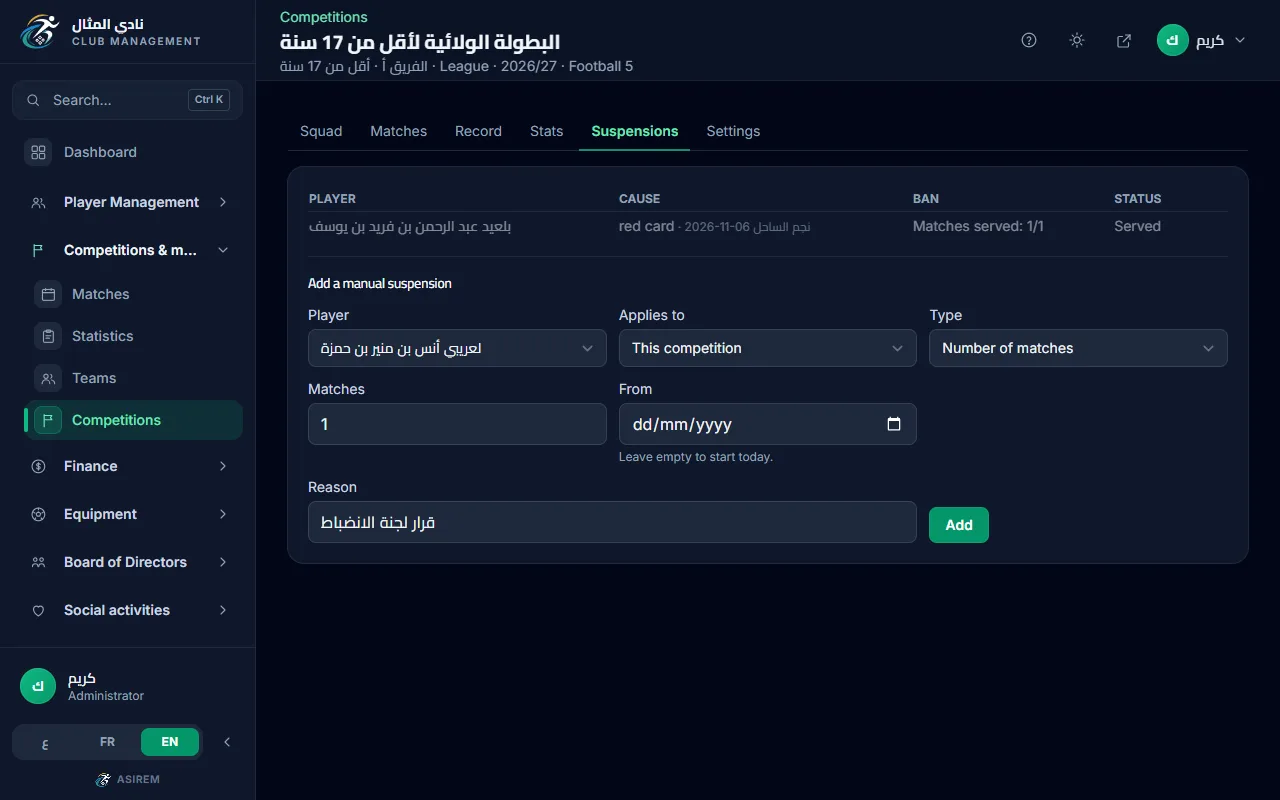 نادي المثال
CLUB MANAGEMENT
Search...
Ctrl K
Dashboard
Player Management
Competitions & m...
Matches
Statistics
Teams
Competitions
Finance
Equipment
Board of Directors
Social activities
ك
كريم
Administrator
ع
FR
EN
ASIREM
Competitions
البطولة الولائية لأقل من 17 سنة
الفريق أ · أقل من 17 سنة · League · 2026/27 · Football 5
ك
كريم
Squad
Matches
Record
Stats
Suspensions
Settings
PLAYER CAUSE BAN STATUS
بلعيد عبد الرحمن بن فريد بن يوسف red card · 2026-11-06 نجم الساحل Matches served: 1/1 Served
Add a manual suspension
Player Applies to Type
لعريبي أنس بن منير بن حمزة This competition Number of matches
Matches From
1 dd/mm/yyyy
Leave empty to start today.
Reason
قرار لجنة الانضباط Add